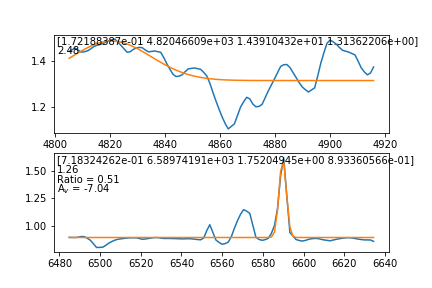 [1.72188387e-01 4.82046609e+03 1.43910432e+01 1.31362206e+00]
2.48
1.4
1.2
4800 4820 4840 4860 4880 4900 4920
[7.18324262e-01 6.58974191e+03 1.75204945e+00 8.93360566e-01]
1.26
Ratio = 0.51
Aᵥ = -7.04
1.50
1.25
1.00
6480 6500 6520 6540 6560 6580 6600 6620 6640